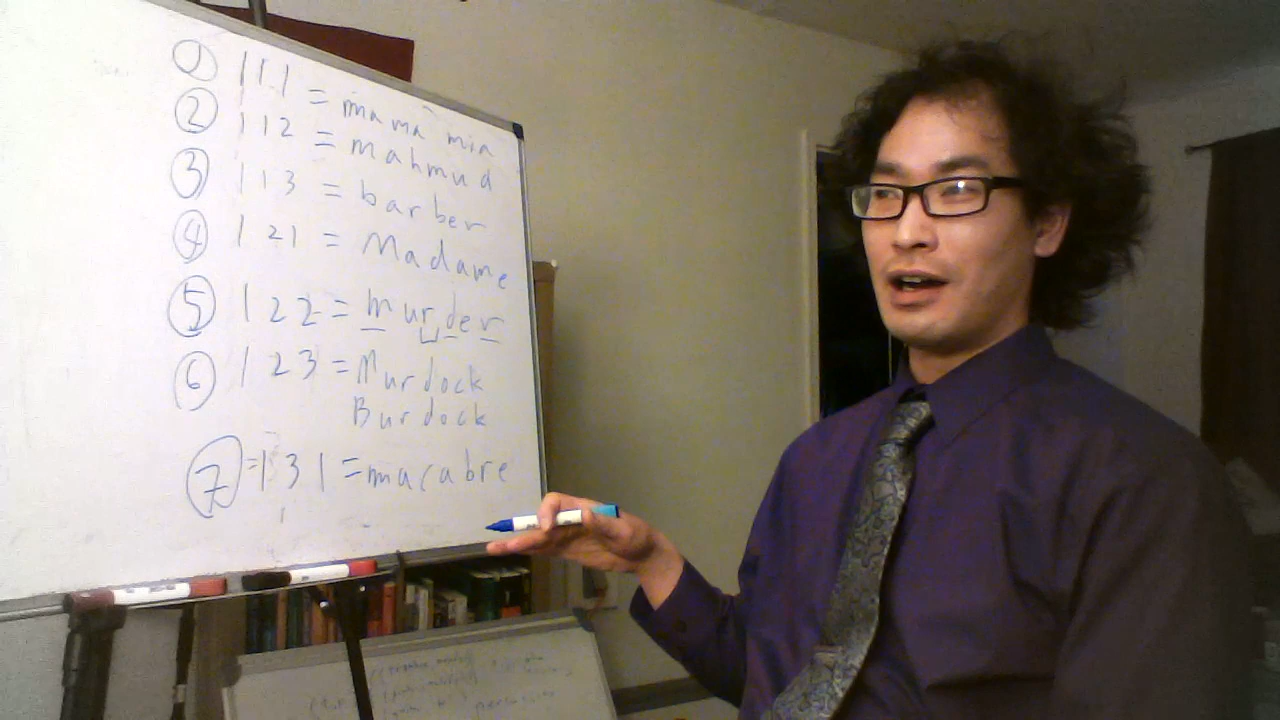 ① 111 = mama mia
② 112 = mahmud
③ 113 = barber
④ 121 = Madame
⑤ 122 = murder
⑥ 123 = Murdock
Burdock
⑦ = 131 = macabre